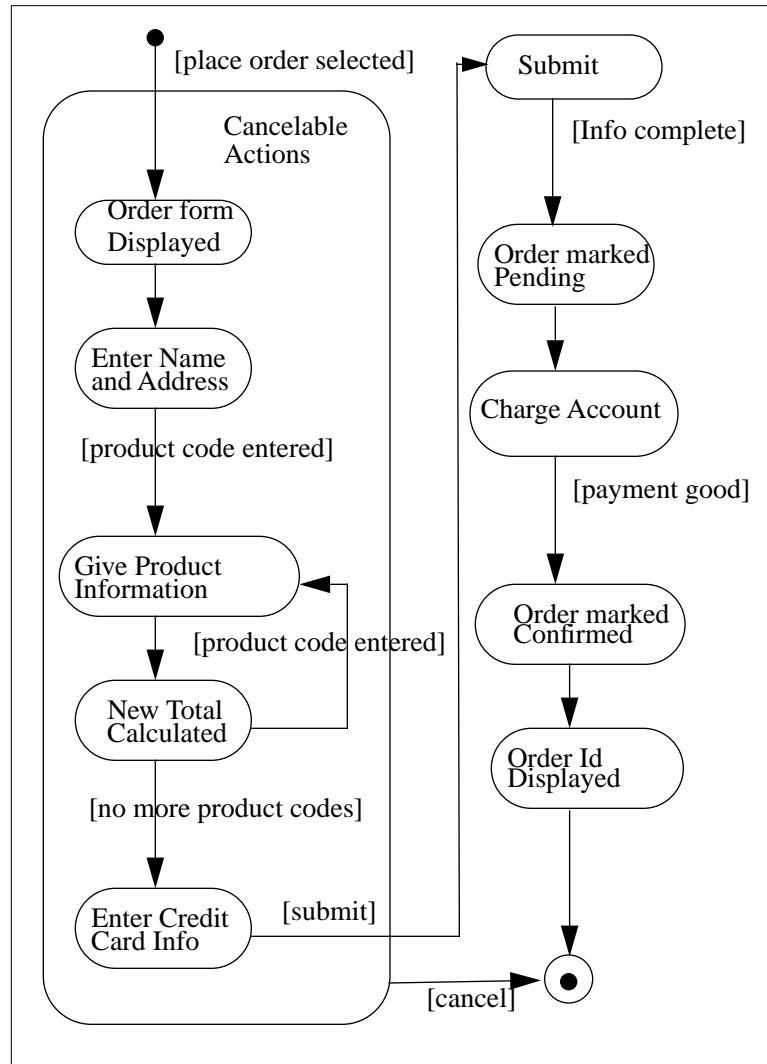 [place order selected]
Cancelable
Actions
Order form
Displayed
Enter Name
and Address
[product code entered]
Give Product
Information
[product code entered]
New Total
Calculated
[no more product codes]
Enter Credit
Card Info
[submit]
[cancel]
Submit
[Info complete]
Order marked
Pending
Charge Account
[payment good]
Order marked
Confirmed
Order Id
Displayed